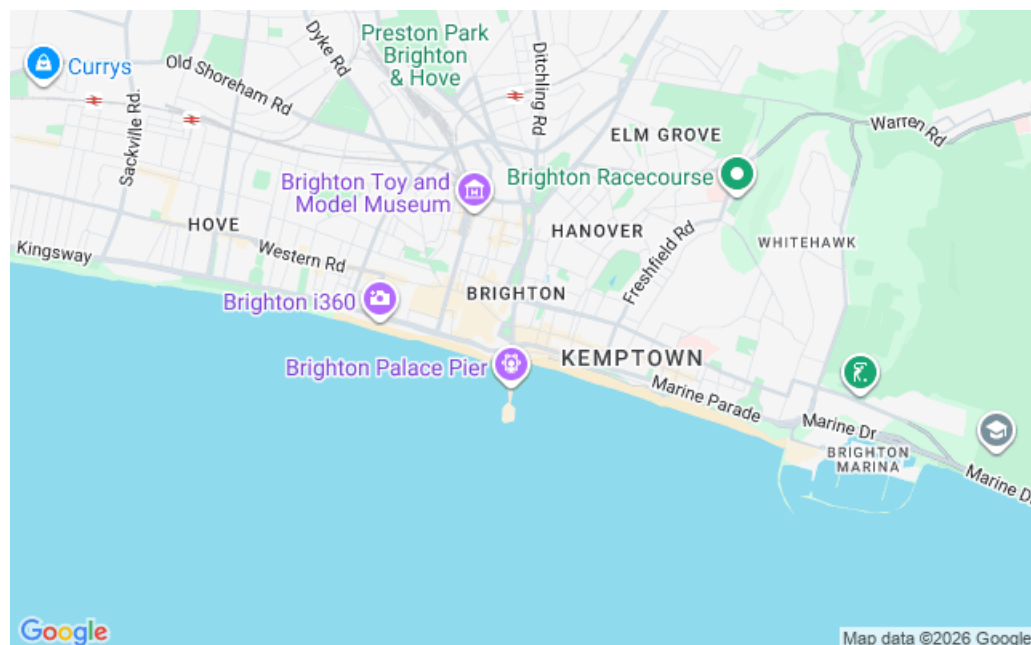 Preston Park
Brighton
& Hove
Dyke Rd
Ditchling Rd
Currys
Old Shoreham Rd
Sackville Rd.
ELM GROVE
Warren Rd
Brighton Toy and
Model Museum
Brighton Racecourse
HOVE
HANOVER
WHITEHAWK
Kingsway
Western Rd
Freshfield Rd
Brighton i360
BRIGHTON
Brighton Palace Pier
KEMPTOWN
Marine Parade
Marine Dr
BRIGHTON
MARINA
Marine D
Google
Map data ©2026 Google